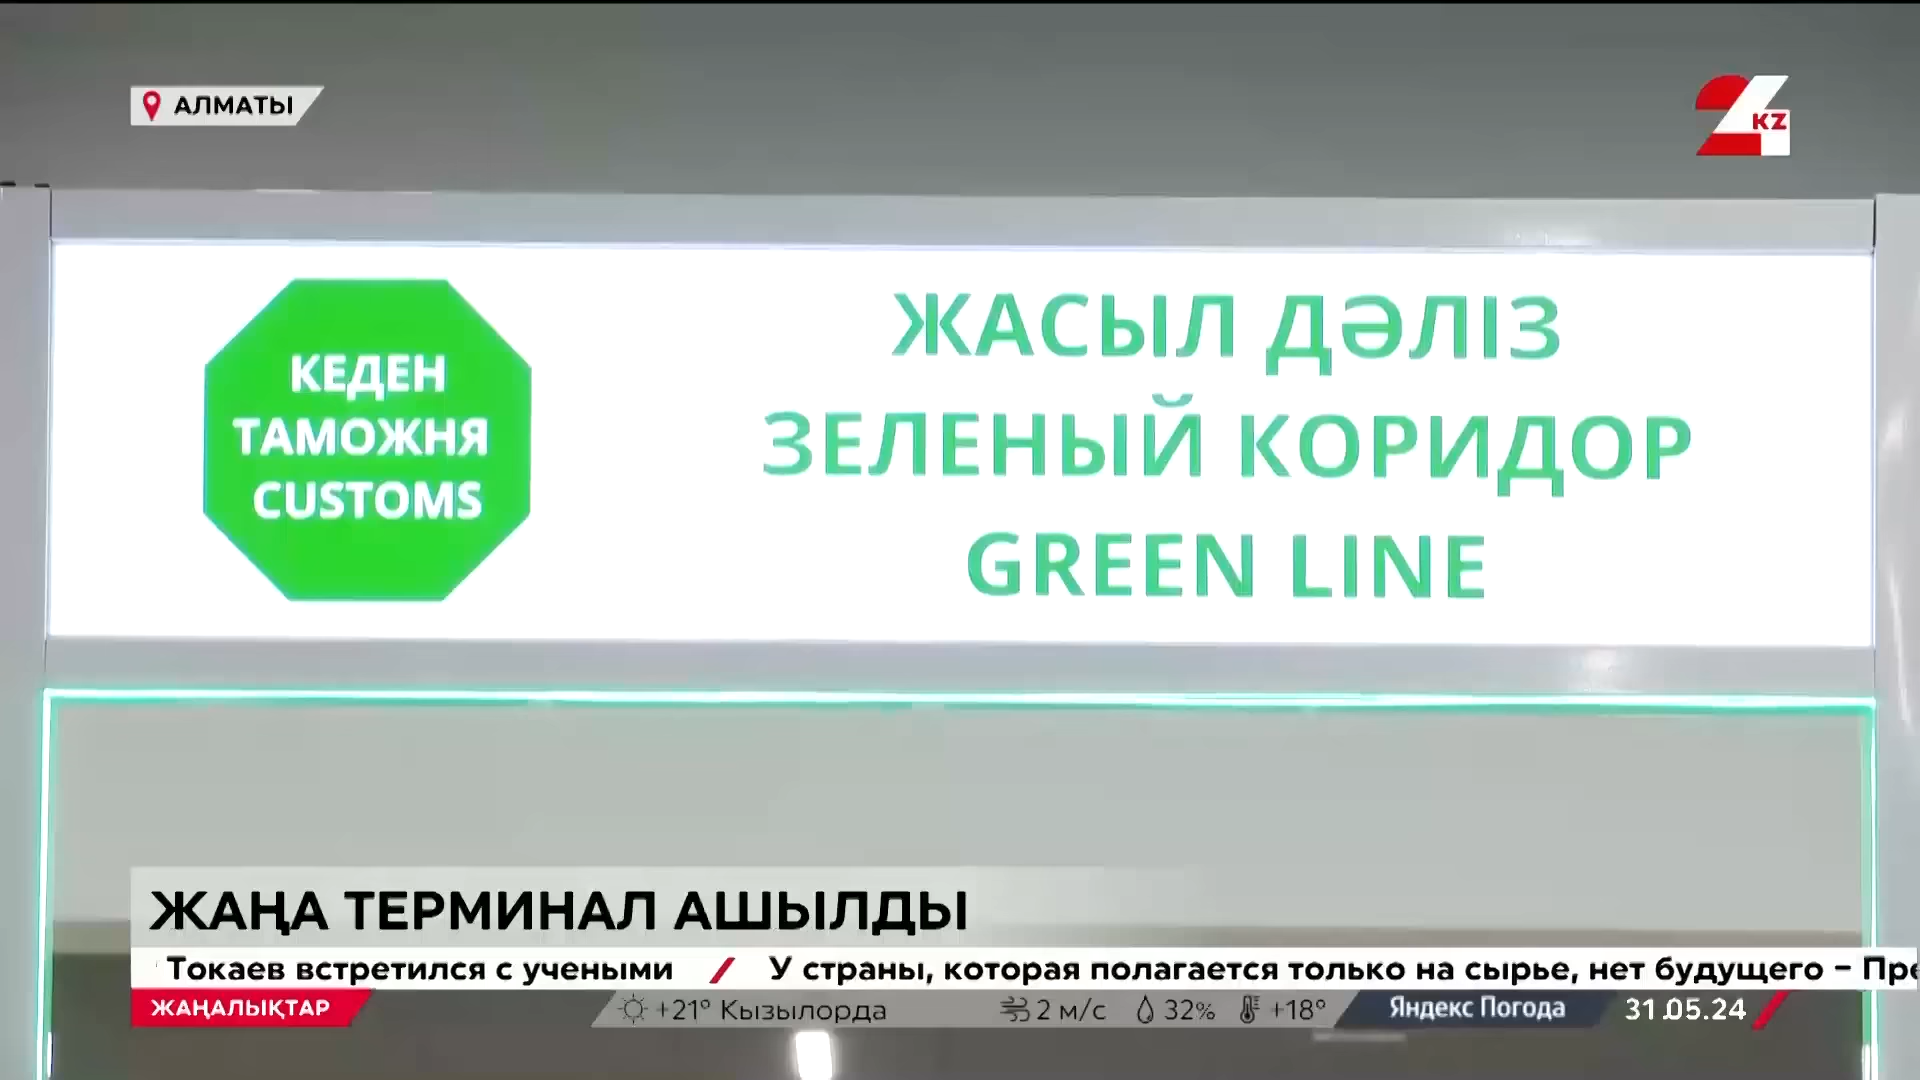 АЛМАТЫ
24 KZ
КЕДЕН
ТАМОЖНЯ
CUSTOMS
ЖАСЫЛ ДӘЛІЗ
ЗЕЛЕНЫЙ КОРИДОР
GREEN LINE
ЖАҢА ТЕРМИНАЛ АШЫЛДЫ
Токаев встретился с учеными / У страны, которая полагается только на сырье, нет будущего – Пре
ЖАҢАЛЫҚТАР +21° Кызылорда 2 м/с 32% +18° Яндекс Погода 31.05.24